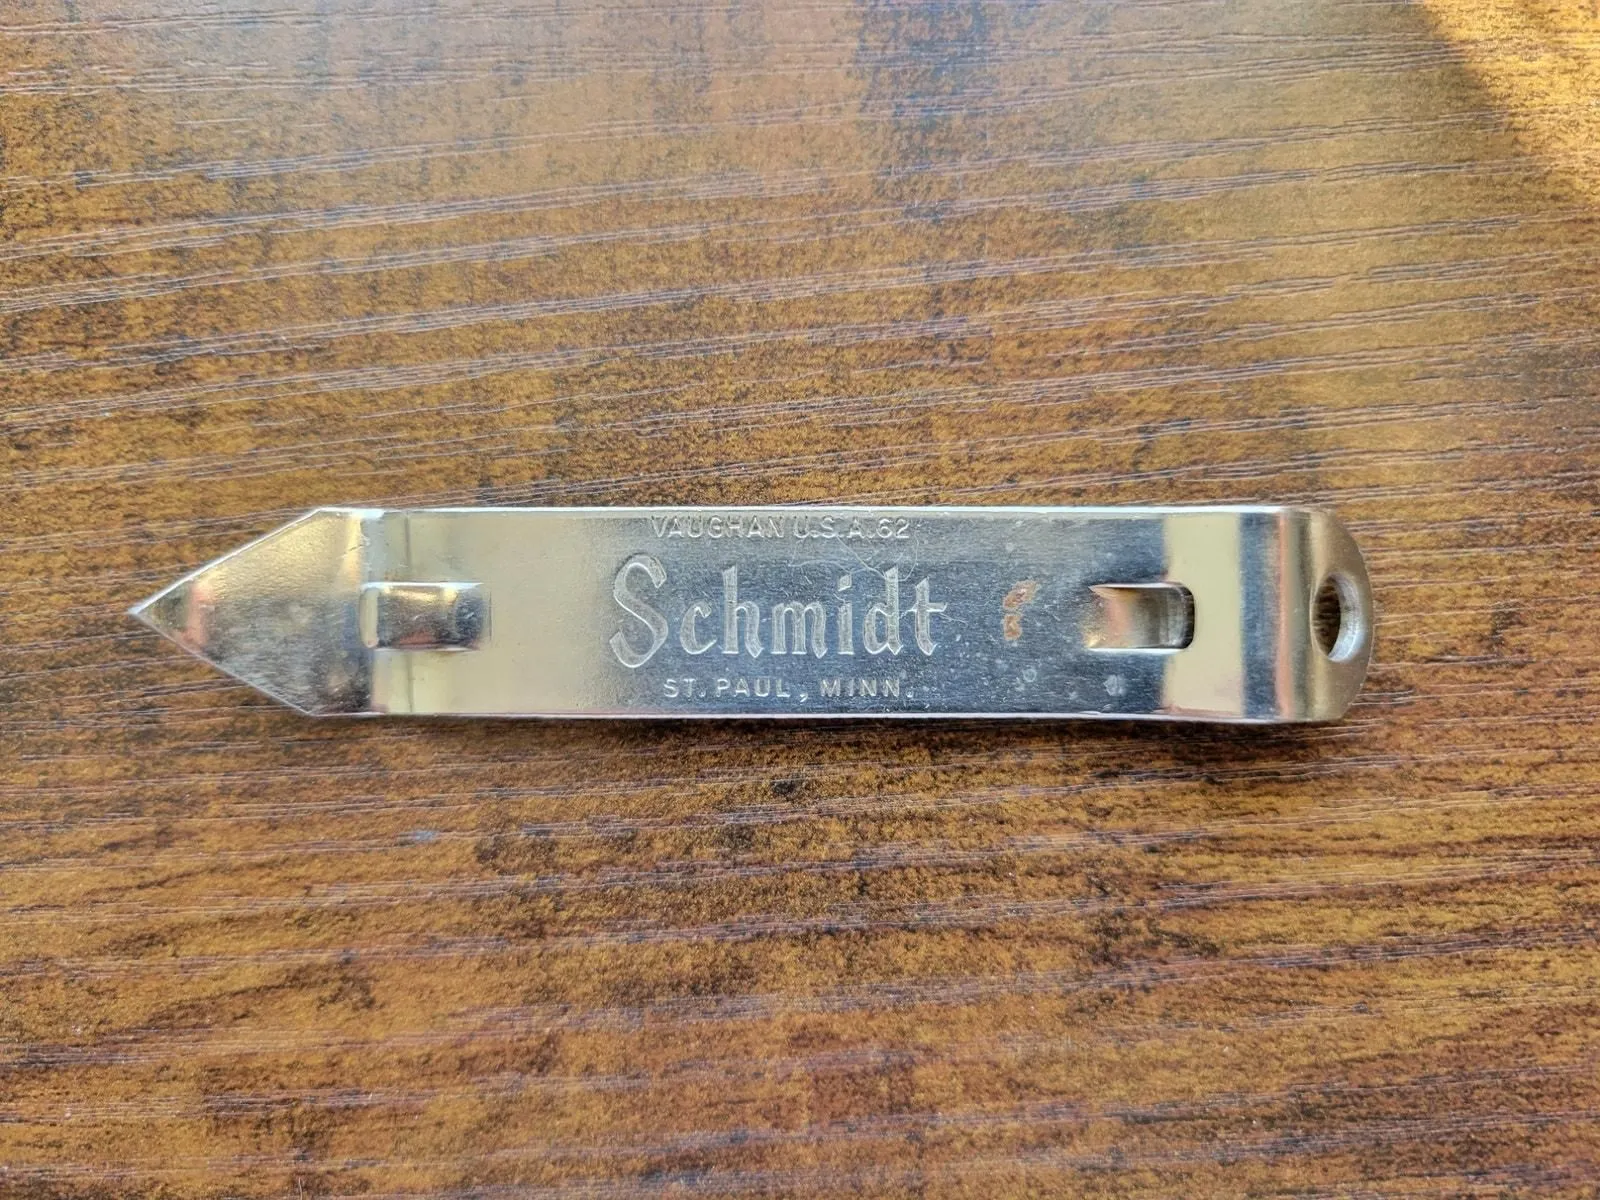 VAUGHAN U.S.A. 62
Schmidt
ST. PAUL, MINN.